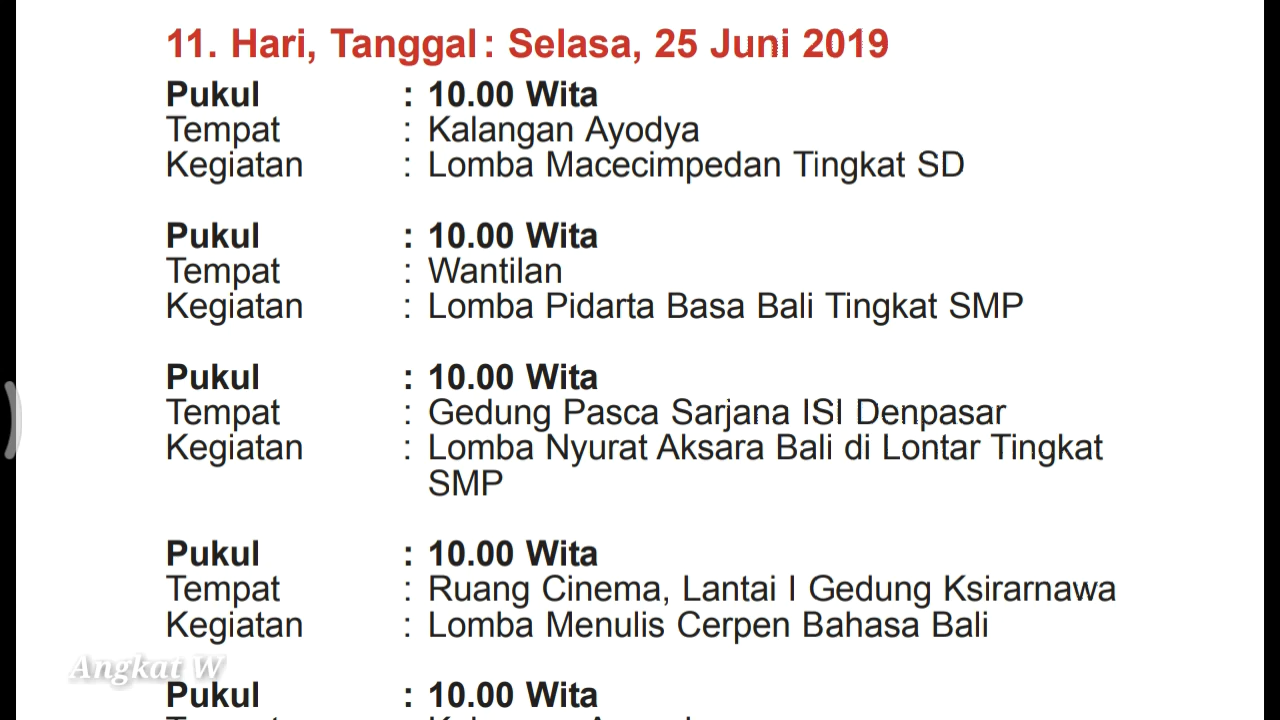 11. Hari, Tanggal : Selasa, 25 Juni 2019
Pukul : 10.00 Wita
Tempat : Kalangan Ayodya
Kegiatan : Lomba Macecimpedan Tingkat SD
Pukul : 10.00 Wita
Tempat : Wantilan
Kegiatan : Lomba Pidarta Basa Bali Tingkat SMP
Pukul : 10.00 Wita
Tempat : Gedung Pasca Sarjana ISI Denpasar
Kegiatan : Lomba Nyurat Aksara Bali di Lontar Tingkat
SMP
Pukul : 10.00 Wita
Tempat : Ruang Cinema, Lantai I Gedung Ksirarnawa
Kegiatan : Lomba Menulis Cerpen Bahasa Bali
Angkat W
Pukul : 10.00 Wita